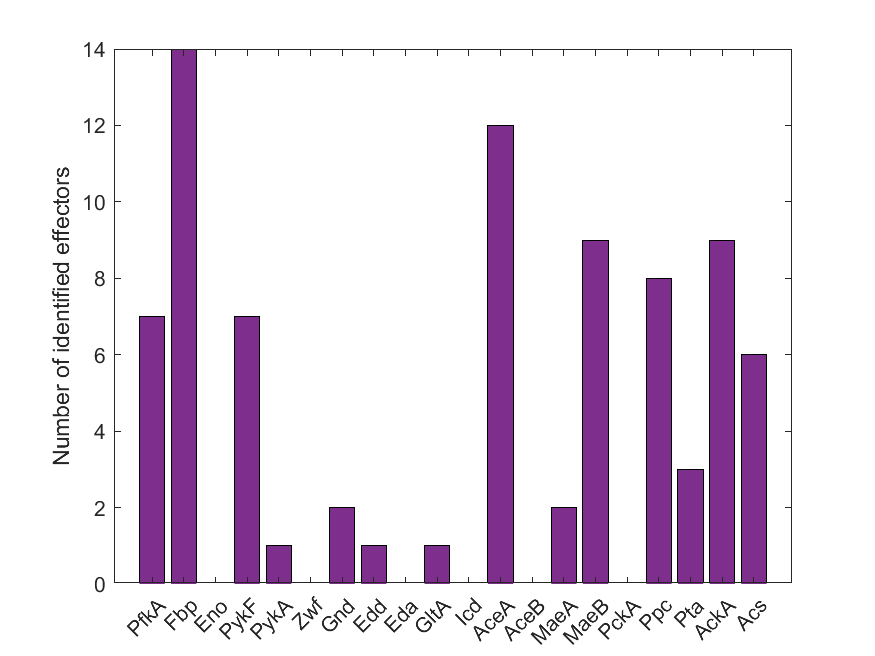 Number of identified effectors
14
12
10
8
6
4
2
0
PfkA
Fbp
Eno
PykF
PykA
Zwf
Gnd
Edd
Eda
GltA
Icd
AceA
AceB
MaeA
MaeB
PckA
Ppc
Pta
AckA
Acs